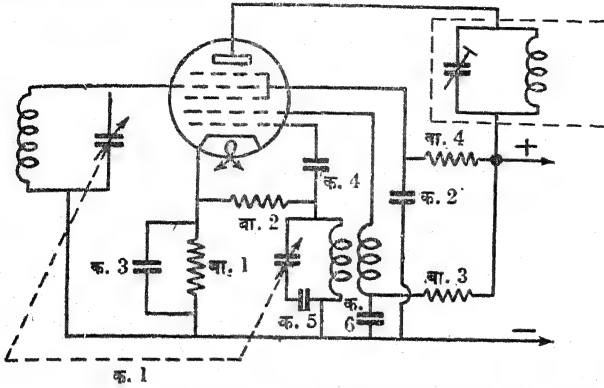 वा. 4
+
क. 4
क. 2
वा. 2
क. 3
वा. 1
वा. 3
क. 5
क. 6
−
क. 1